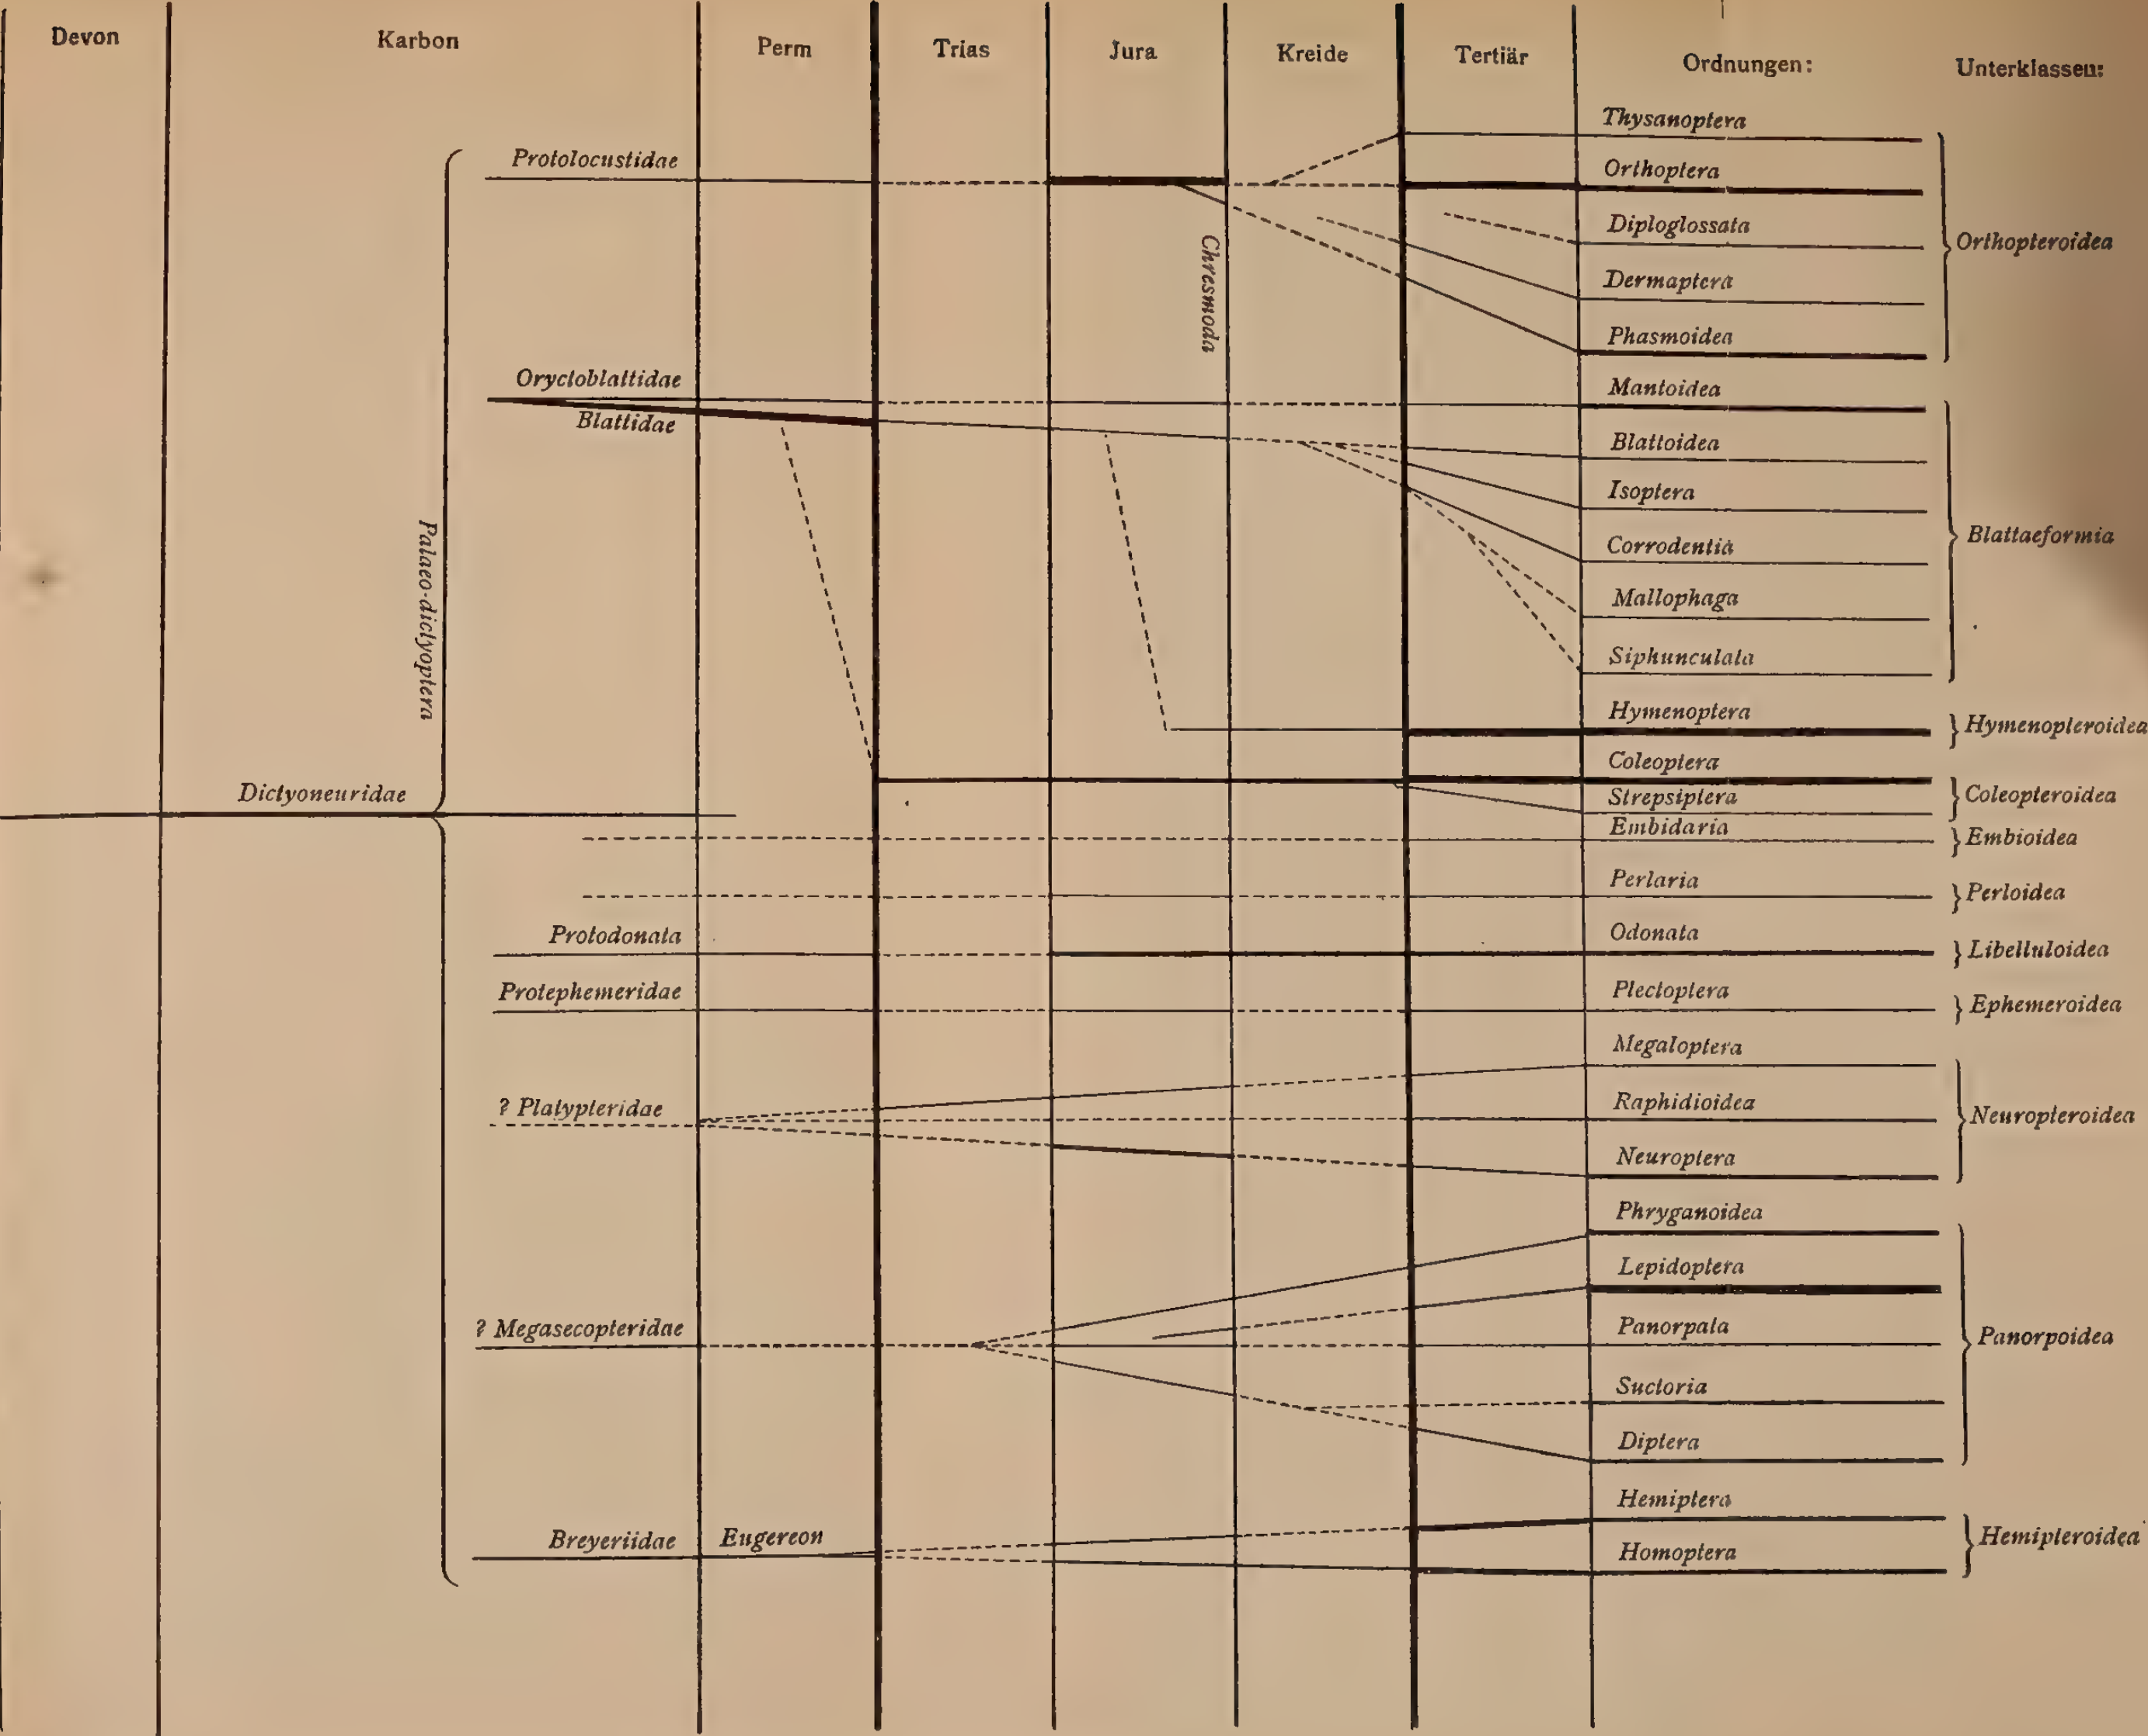 Devon
Karbon
Perm
Trias
Jura
Kreide
Tertiär
Ordnungen:
Unterklassen:
Thysanoptera
Protolocustidae
Orthoptera
Diploglossata
Orthopteroidea
Chresmoda
Dermaptera
Phasmoidea
Oryctoblattidae
Mantoidea
Blattidae
Blattoidea
Isoptera
Palaeo-dictyoptera
Blattaeformia
Corrodentia
Mallophaga
Siphunculata
Hymenoptera
Hymenopteroidea
Coleoptera
Dictyoneuridae
Strepsiptera
Coleopteroidea
Embidaria
Embioidea
Perlaria
Perloidea
Protodonata
Odonata
Libelluloidea
Protephemeridae
Plectoptera
Ephemeroidea
Megaloptera
? Platypteridae
Raphidioidea
Neuropteroidea
Neuroptera
Phryganoidea
Lepidoptera
? Megasecopteridae
Panorpata
Panorpoidea
Suctoria
Diptera
Hemiptera
Breyeriidae
Eugereon
Hemipteroidea
Homoptera